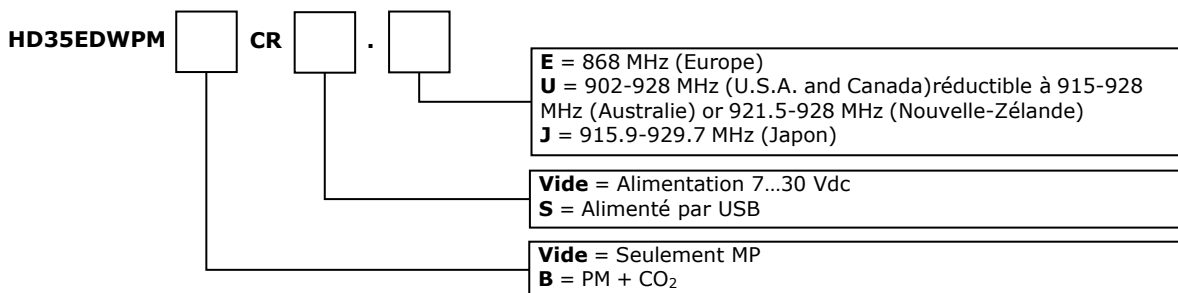 HD35EDWPM CR .
E = 868 MHz (Europe)
U = 902-928 MHz (U.S.A. and Canada)réductible à 915-928
MHz (Australie) or 921.5-928 MHz (Nouvelle-Zélande)
J = 915.9-929.7 MHz (Japon)
Vide = Alimentation 7...30 Vdc
S = Alimenté par USB
Vide = Seulement MP
B = PM + CO₂